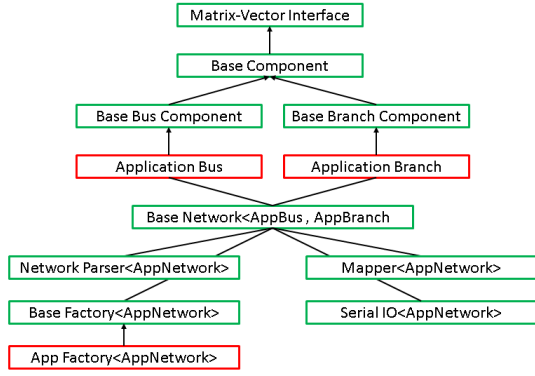 Matrix-Vector Interface
Base Component
Base Bus Component
Base Branch Component
Application Bus
Application Branch
Base Network<AppBus , AppBranch
Network Parser<AppNetwork>
Mapper<AppNetwork>
Base Factory<AppNetwork>
Serial IO<AppNetwork>
App Factory<AppNetwork>